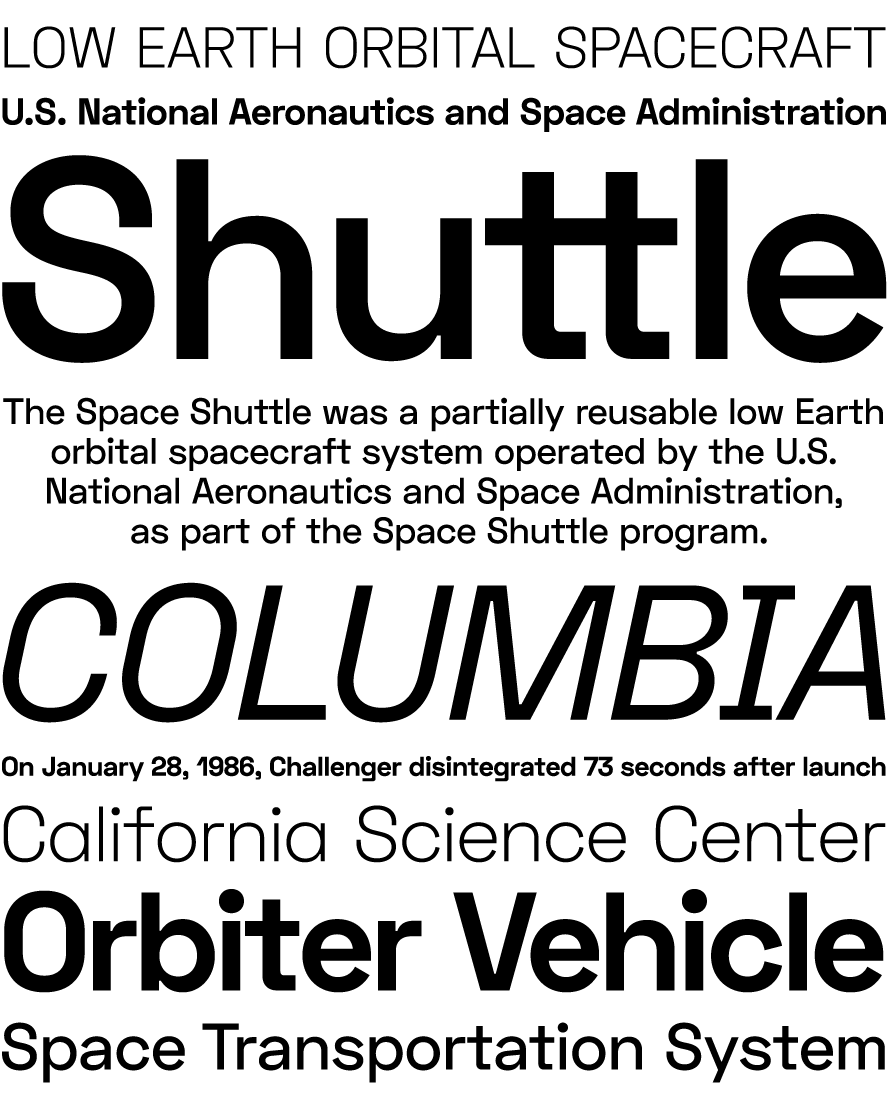 LOW EARTH ORBITAL SPACECRAFT
U.S. National Aeronautics and Space Administration
Shuttle
The Space Shuttle was a partially reusable low Earth
orbital spacecraft system operated by the U.S.
National Aeronautics and Space Administration,
as part of the Space Shuttle program.
COLUMBIA
On January 28, 1986, Challenger disintegrated 73 seconds after launch
California Science Center
Orbiter Vehicle
Space Transportation System